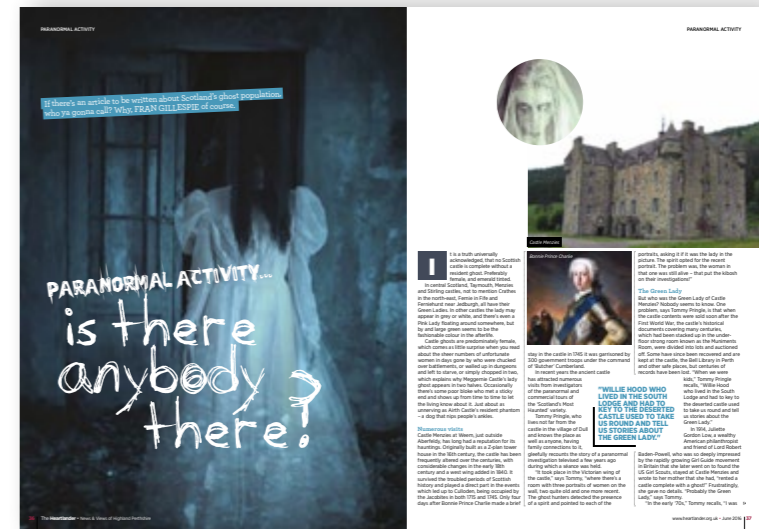 PARANORMAL ACTIVITY
If there's an article to be written about Scotland's ghost population,
who ya gonna call? Why, FRAN GILLESPIE of course.
PARANORMAL ACTIVITY...
is there
anybody
there?
The Heartlander • News & Views of Highland Perthshire
PARANORMAL ACTIVITY
Castle Menzies
It is a truth universally
acknowledged, that no Scottish
castle is complete without a
resident ghost. Preferably
female, and emerald tinted.
In central Scotland, Taymouth, Menzies
and Stirling castles, not to mention Crathes
in the north-east, Fernie in Fife and
Ferniehurst near Jedburgh, all have their
Green Ladies. In other castles the lady may
appear in grey or white, and there's even a
Pink Lady floating around somewhere, but
by and large green seems to be the
fashionable colour in the afterlife.
Castle ghosts are predominately female,
which comes as little surprise when you read
about the sheer numbers of unfortunate
women in days gone by who were chucked
over battlements, or walled up in dungeons
and left to starve, or simply chopped in two,
which explains why Meggernie Castle's lady
ghost appears in two halves. Occasionally
there's some poor bloke who met a sticky
end and shows up from time to time to let
the living know about it. Just about as
unnerving as Airth Castle's resident phantom
– a dog that nips people's ankles.
Numerous visits
Castle Menzies at Weem, just outside
Aberfeldy, has long had a reputation for its
hauntings. Originally built as a Z-plan tower
house in the 16th century, the castle has been
frequently altered over the centuries, with
considerable changes in the early 18th
century and a west wing added in 1840. It
survived the troubled periods of Scottish
history and played a direct part in the events
which led up to Culloden, being occupied by
the Jacobites in both 1715 and 1745. Only four
days after Bonnie Prince Charlie made a brief
Bonnie Prince Charlie
stay in the castle in 1745 it was garrisoned by
300 government troops under the command
of 'Butcher' Cumberland.
In recent years the ancient castle
has attracted numerous
visits from investigators
of the paranormal and
commercial tours of
the 'Scotland's Most
Haunted' variety.
Tommy Pringle, who
lives not far from the
castle in the village of Dull
and knows the place as
well as anyone, having
family connections to it,
gleefully recounts the story of a paranormal
investigation televised a few years ago
during which a séance was held.
"It took place in the Victorian wing of
the castle," says Tommy, "where there's a
room with three portraits of women on the
wall, two quite old and one more recent.
The ghost hunters detected the presence
of a spirit and pointed to each of the
"WILLIE HOOD WHO
LIVED IN THE SOUTH
LODGE AND HAD TO
KEY TO THE DESERTED
CASTLE USED TO TAKE
US ROUND AND TELL
US STORIES ABOUT
THE GREEN LADY."
portraits, asking it if it was the lady in the
picture. The spirit opted for the recent
portrait. The problem was, the woman in
that one was still alive – that put the kibosh
on their investigations!"
The Green Lady
But who was the Green Lady of Castle
Menzies? Nobody seems to know. One
problem, says Tommy Pringle, is that when
the castle contents were sold soon after the
First World War, the castle's historical
documents covering many centuries,
which had been stacked up in the under-
floor strong room known as the Muniments
Room, were divided into lots and auctioned
off. Some have since been recovered and are
kept at the castle, the Bell Library in Perth
and other safe places, but centuries of
records have been lost. "When we were
kids," Tommy Pringle
recalls, "Willie Hood
who lived in the South
Lodge and had to key to
the deserted castle used
to take us round and tell
us stories about the
Green Lady."
In 1914, Juliette
Gordon Low, a wealthy
American philanthropist
and friend of Lord Robert
Baden-Powell, who was so deeply impressed
by the rapidly growing Girl Guide movement
in Britain that she later went on to found the
US Girl Scouts, stayed at Castle Menzies and
wrote to her mother that she had, "rented a
castle complete with a ghost!" Frustratingly,
she gave no details. "Probably the Green
Lady," says Tommy.
"In the early '70s," Tommy recalls, "I was »
www.heartlander.org.uk • June 2016 37